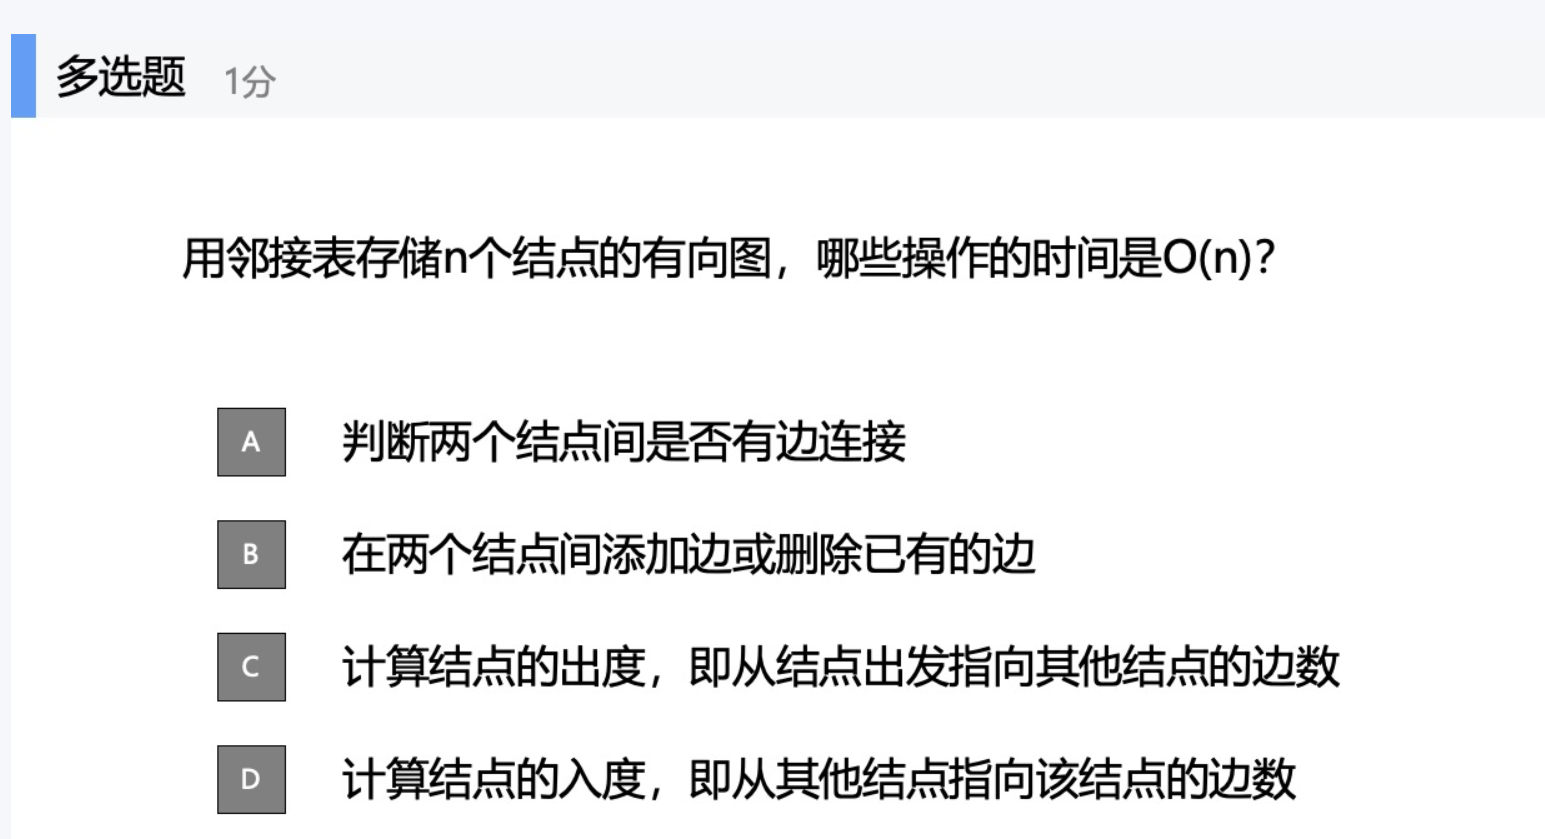 多选题 1分
用邻接表存储n个结点的有向图，哪些操作的时间是O(n)？
A 判断两个结点间是否有边连接
B 在两个结点间添加边或删除已有的边
C 计算结点的出度，即从结点出发指向其他结点的边数
D 计算结点的入度，即从其他结点指向该结点的边数